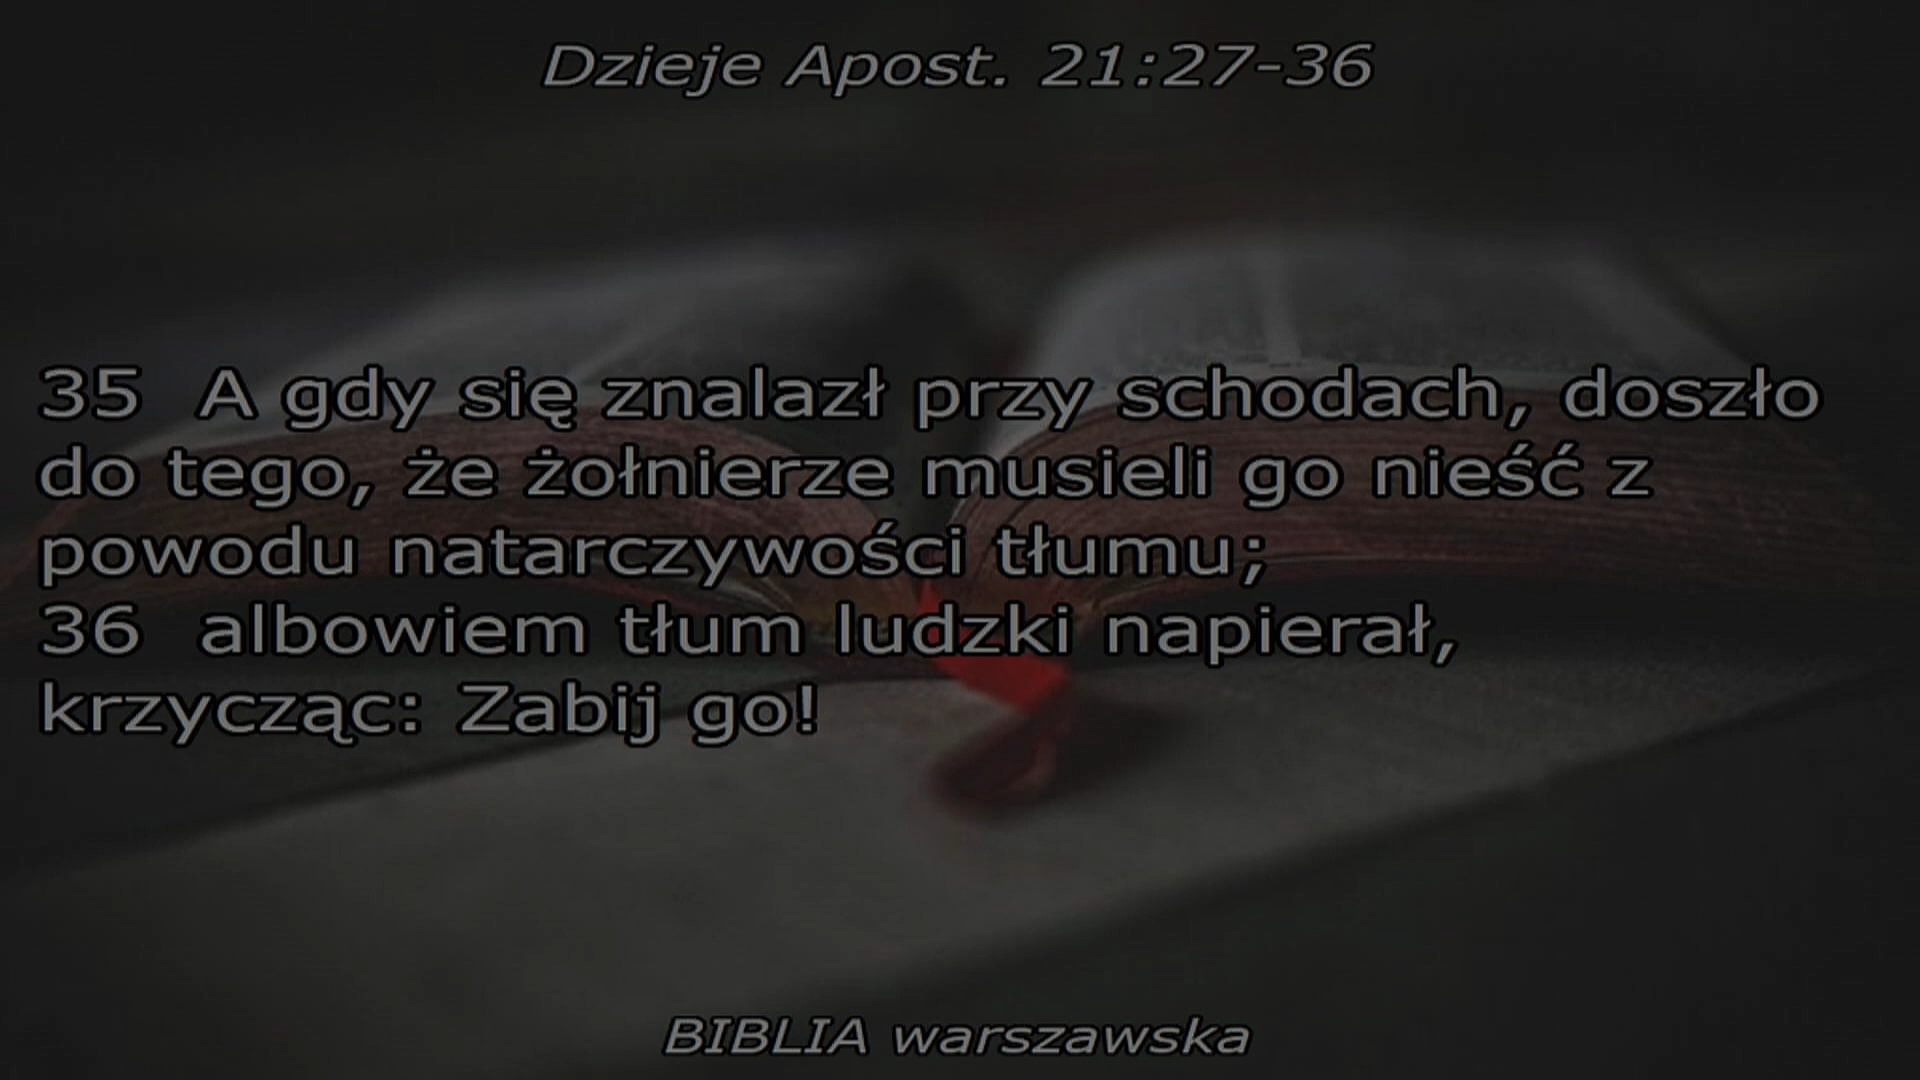 Dzieje Apost. 21:27-36
35 A gdy się znalazł przy schodach, doszło
do tego, że żołnierze musieli go nieść z
powodu natarczywości tłumu;
36 albowiem tłum ludzki napierał,
krzycząc: Zabij go!
BIBLIA warszawska